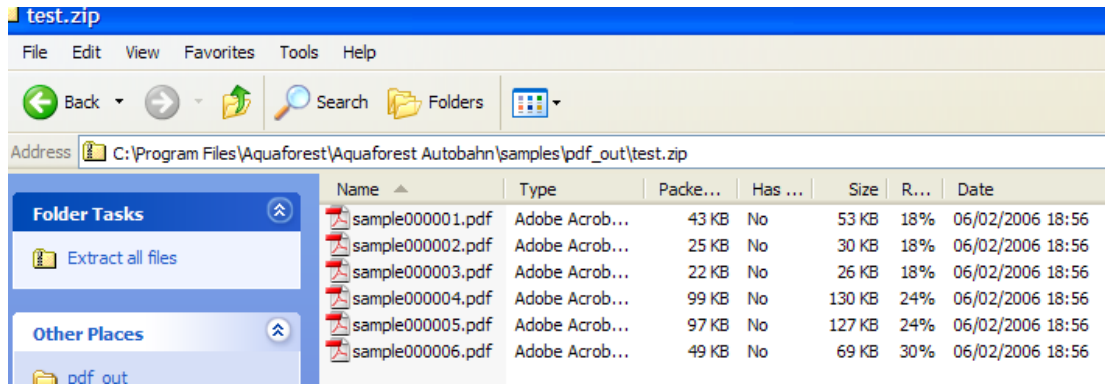 test.zip
File Edit View Favorites Tools Help
Back Search Folders
Address C:\Program Files\Aquaforest\Aquaforest Autobahn\samples\pdf_out\test.zip
Name Type Packe... Has ... Size R... Date
Folder Tasks
Extract all files
Other Places
pdf_out
sample000001.pdf Adobe Acrob... 43 KB No 53 KB 18% 06/02/2006 18:56
sample000002.pdf Adobe Acrob... 25 KB No 30 KB 18% 06/02/2006 18:56
sample000003.pdf Adobe Acrob... 22 KB No 26 KB 18% 06/02/2006 18:56
sample000004.pdf Adobe Acrob... 99 KB No 130 KB 24% 06/02/2006 18:56
sample000005.pdf Adobe Acrob... 97 KB No 127 KB 24% 06/02/2006 18:56
sample000006.pdf Adobe Acrob... 49 KB No 69 KB 30% 06/02/2006 18:56